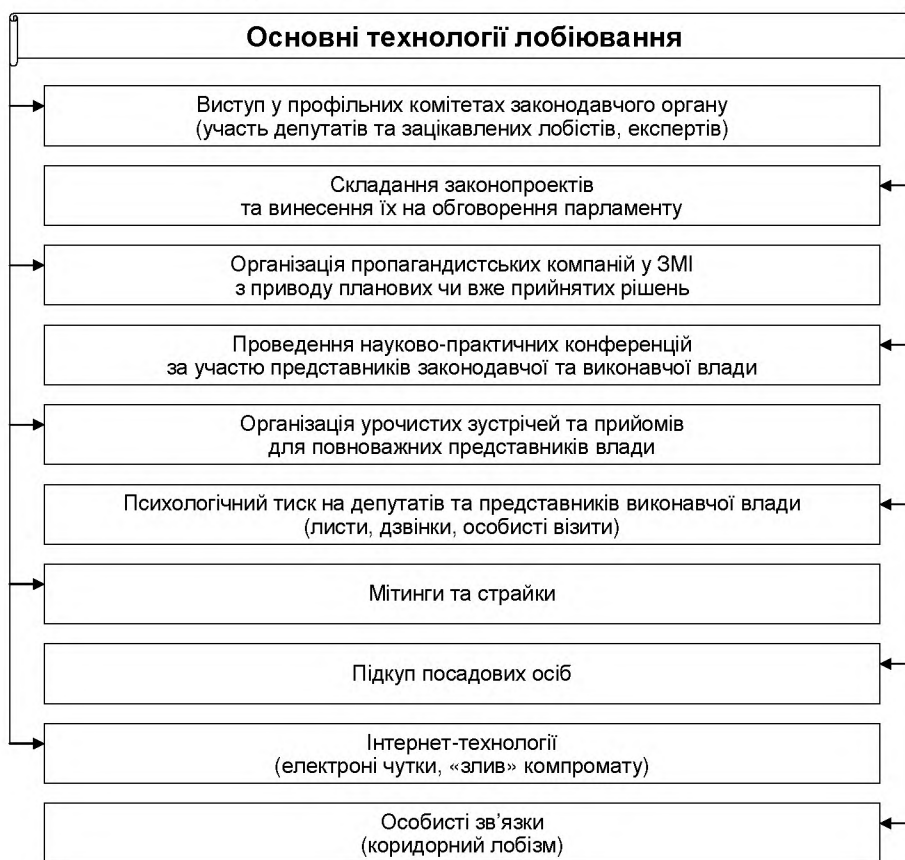 Основні технології лобіювання
Виступ у профільних комітетах законодавчого органу
(участь депутатів та зацікавлених лобістів, експертів)
Складання законопроектів
та винесення їх на обговорення парламенту
Організація пропагандистських компаній у ЗМІ
з приводу планових чи вже прийнятих рішень
Проведення науково-практичних конференцій
за участю представників законодавчої та виконавчої влади
Організація урочистих зустрічей та прийомів
для повноважних представників влади
Психологічний тиск на депутатів та представників виконавчої влади
(листи, дзвінки, особисті візити)
Мітинги та страйки
Підкуп посадових осіб
Інтернет-технології
(електроні чутки, «злив» компромату)
Особисті зв’язки
(коридорний лобізм)